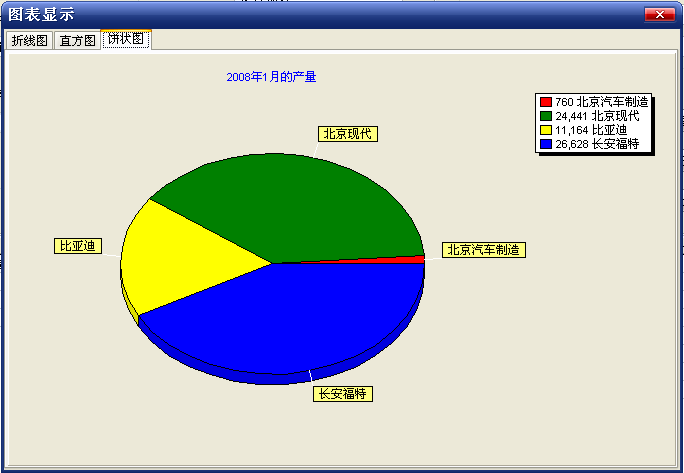 图表显示
折线图 直方图 饼状图
2008年1月的产量
760 北京汽车制造
24,441 北京现代
11,164 比亚迪
26,628 长安福特
北京现代
比亚迪
北京汽车制造
长安福特